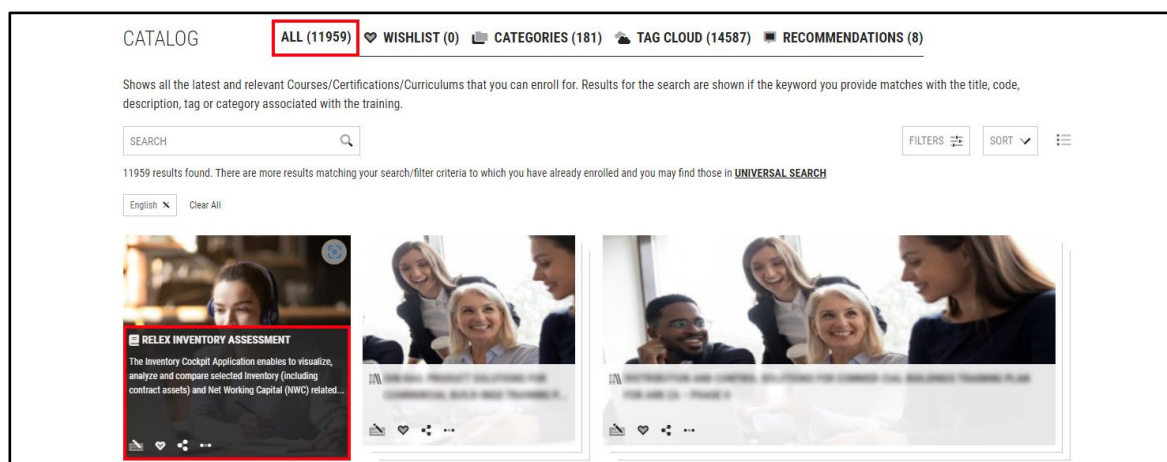 CATALOG
ALL (11959) WISHLIST (0) CATEGORIES (181) TAG CLOUD (14587) RECOMMENDATIONS (8)
Shows all the latest and relevant Courses/Certifications/Curriculums that you can enroll for. Results for the search are shown if the keyword you provide matches with the title, code,
description, tag or category associated with the training.
SEARCH
FILTERS
SORT
11959 results found. There are more results matching your search/filter criteria to which you have already enrolled and you may find those in UNIVERSAL SEARCH
English
Clear All
RELEX INVENTORY ASSESSMENT
The Inventory Cockpit Application enables to visualize,
analyze and compare selected Inventory (including
contract assets) and Net Working Capital (NWC) related...